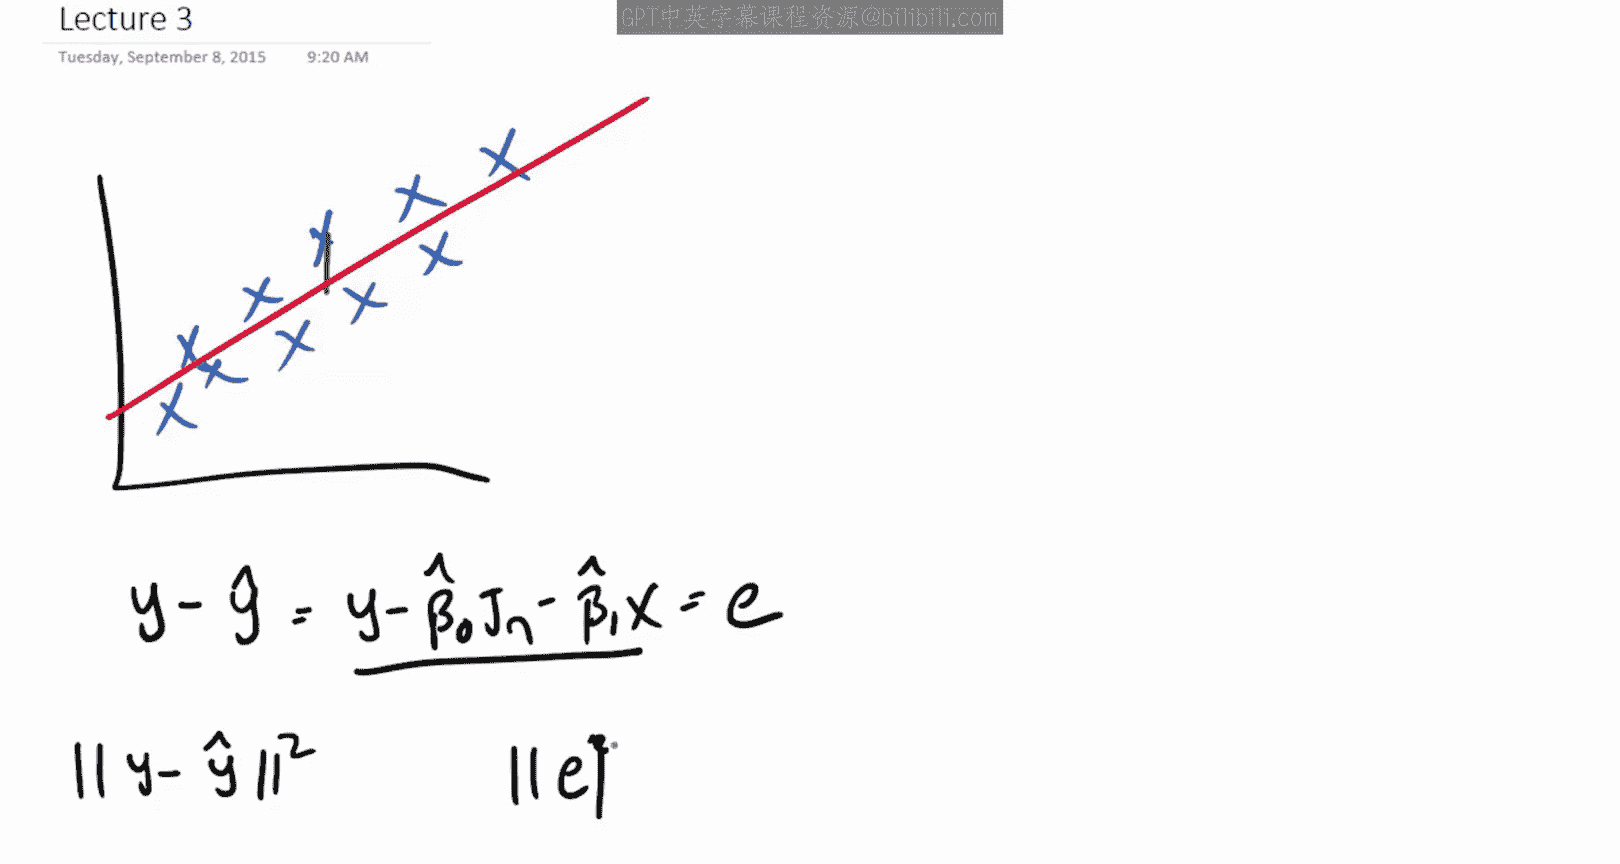 Lecture 3
GPT中英字幕课程资源@bilibili.com
Tuesday, September 8, 2015 9:20 AM
y - ŷ = y - β̂₀Jₙ - β̂₁x = e
||y - ŷ||² ||e|